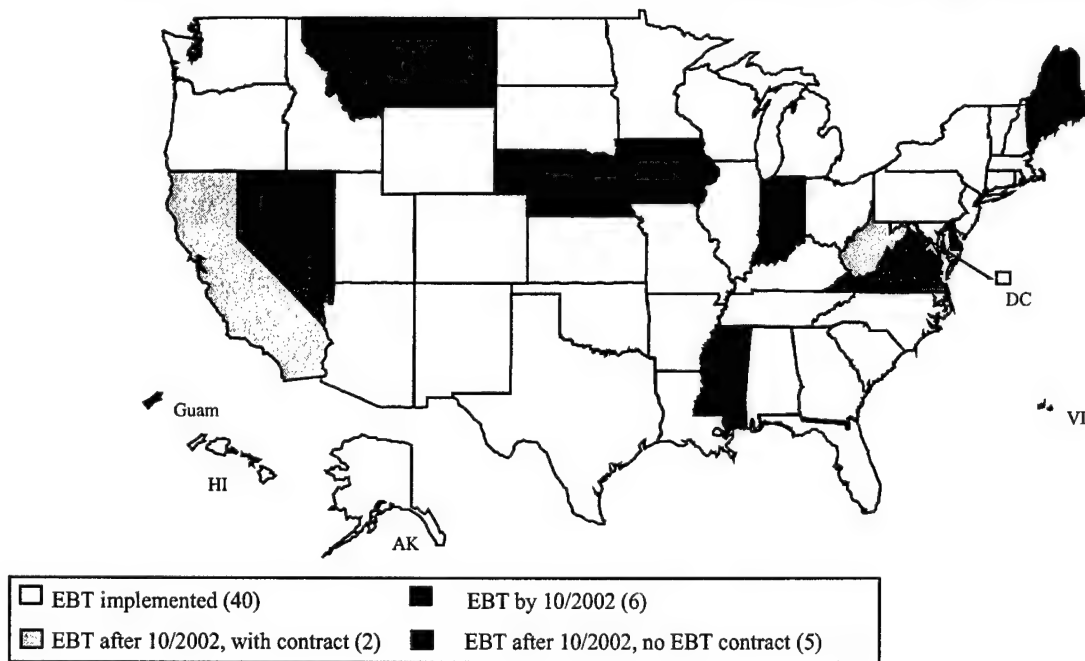 DC
Guam
VI
HI
AK
EBT implemented (40)
EBT by 10/2002 (6)
EBT after 10/2002, with contract (2)
EBT after 10/2002, no EBT contract (5)